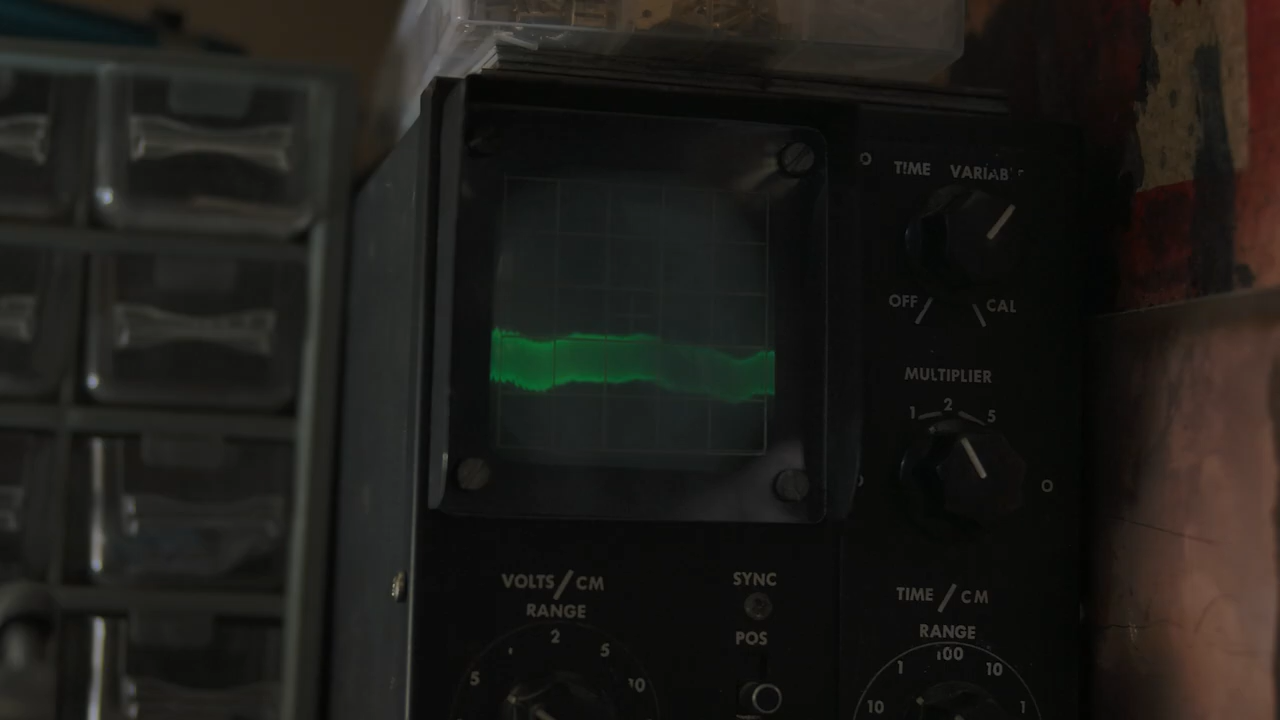 TIME VARIABLE
OFF CAL
MULTIPLIER
1 2 5
VOLTS/CM
RANGE
2
5 5
10
SYNC
POS
TIME/CM
RANGE
100
1 10
10 1